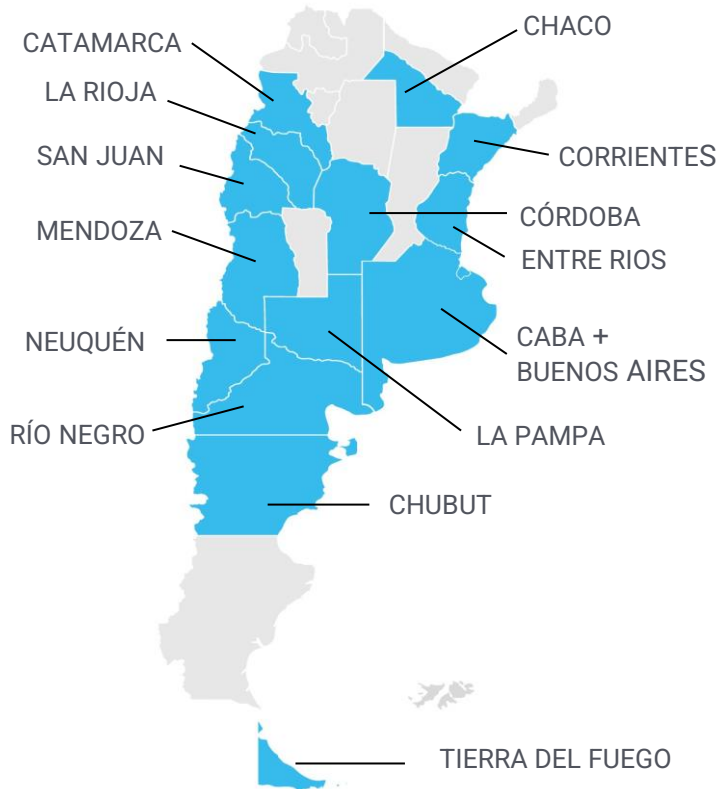 CATAMARCA
CHACO
LA RIOJA
SAN JUAN
CORRIENTES
CÓRDOBA
MENDOZA
ENTRE RIOS
NEUQUÉN
CABA +
BUENOS AIRES
RÍO NEGRO
LA PAMPA
CHUBUT
TIERRA DEL FUEGO